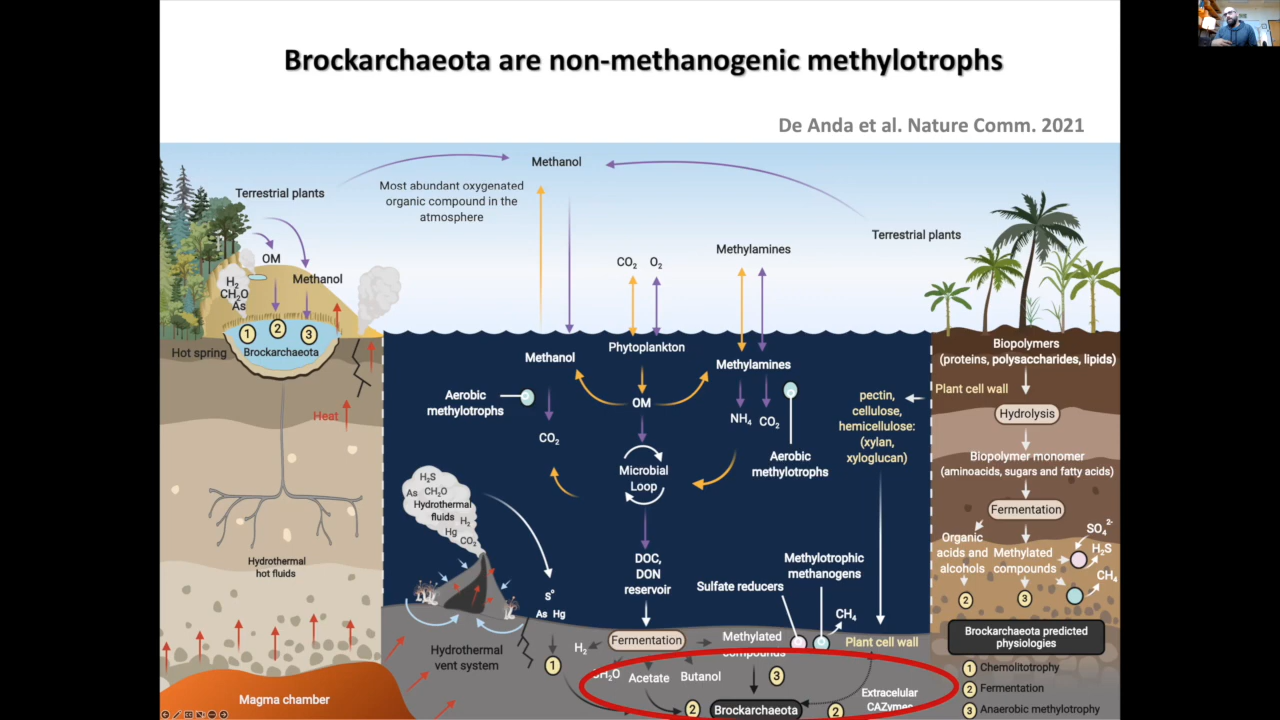 Brockarchaeota are non-methanogenic methylotrophs
De Anda et al. Nature Comm. 2021
Methanol
Most abundant oxygenated
organic compound in the
atmosphere
Terrestrial plants
OM
Methanol
H₂
CH₂O
As
1
2
3
Brockarchaeota
Hot spring
Heat
Hydrothermal
hot fluids
Magma chamber
CO₂
O₂
Methylamines
Terrestrial plants
Phytoplankton
Methanol
Methylamines
Aerobic
methylotrophs
OM
CO₂
NH₄
CO₂
Aerobic
methylotrophs
Microbial
Loop
pectin,
cellulose,
hemicellulose:
(xylan,
xyloglucan)
H₂S
As
CH₂O
Hydrothermal
fluids
H₂
Hg
CO₂
DOC,
DON
reservoir
S°
As Hg
Methylotrophic
methanogens
Sulfate reducers
CH₄
Hydrothermal
vent system
1
H₂
Fermentation
Methylated
compounds
Plant cell wall
CH₂O
Acetate
Butanol
3
2
Brockarchaeota
2
Extracelular
CAZymes
Biopolymers
(proteins, polysaccharides, lipids)
Plant cell wall
Hydrolysis
Biopolymer monomer
(aminoacids, sugars and fatty acids)
Fermentation
Organic
acids and
alcohols
Methylated
compounds
SO₄²⁻
H₂S
CH₄
2
3
Brockarchaeota predicted
physiologies
1 Chemolitotrophy
2 Fermentation
3 Anaerobic methylotrophy